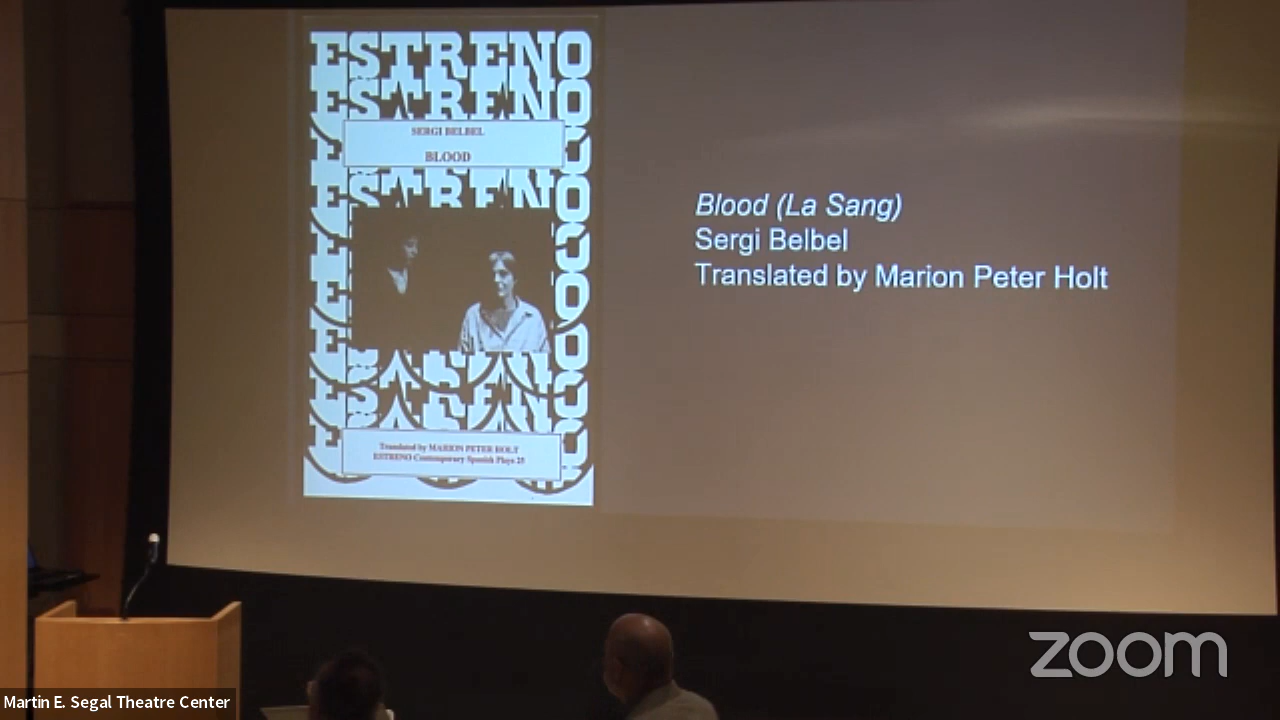 ESTRENO
ESTRENO
SERGI BELBEL
BLOOD
ESTRENO
Translated by MARION PETER HOLT
ESTRENO Contemporary Spanish Plays 25
Blood (La Sang)
Sergi Belbel
Translated by Marion Peter Holt
zoom
Martin E. Segal Theatre Center